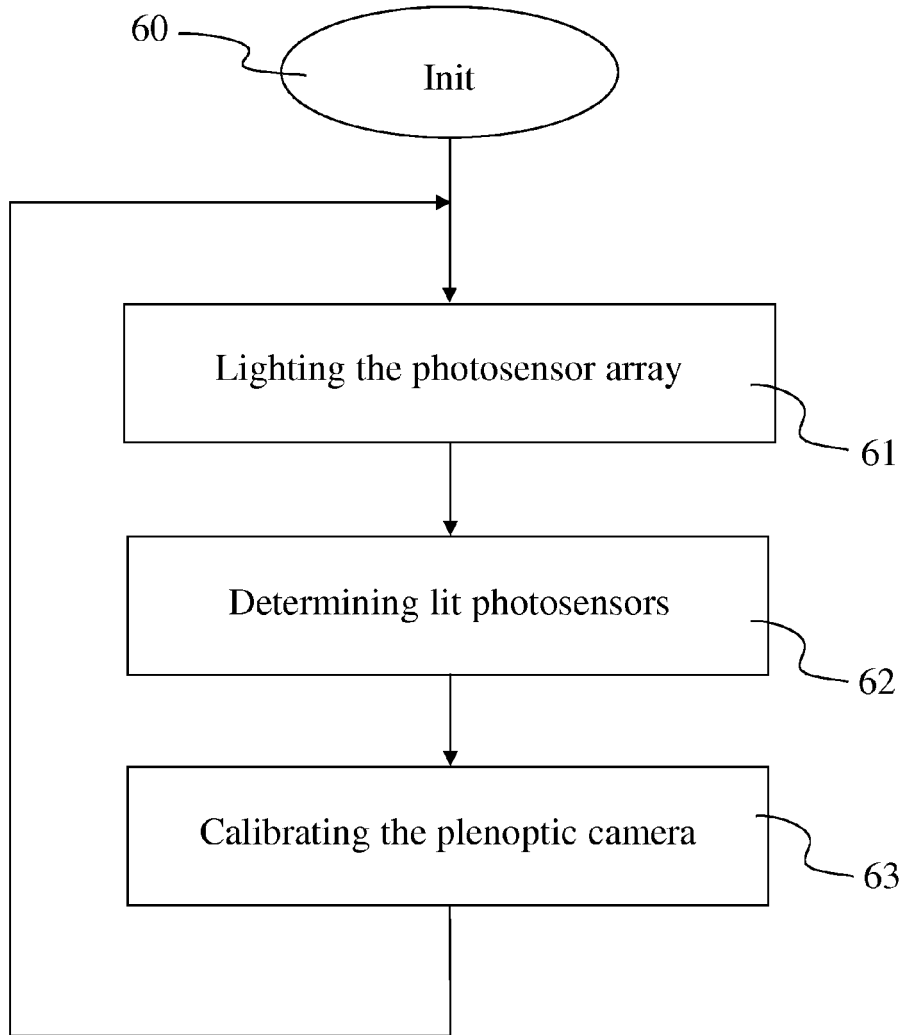 60
Init
Lighting the photosensor array
61
Determining lit photosensors
62
Calibrating the plenoptic camera
63